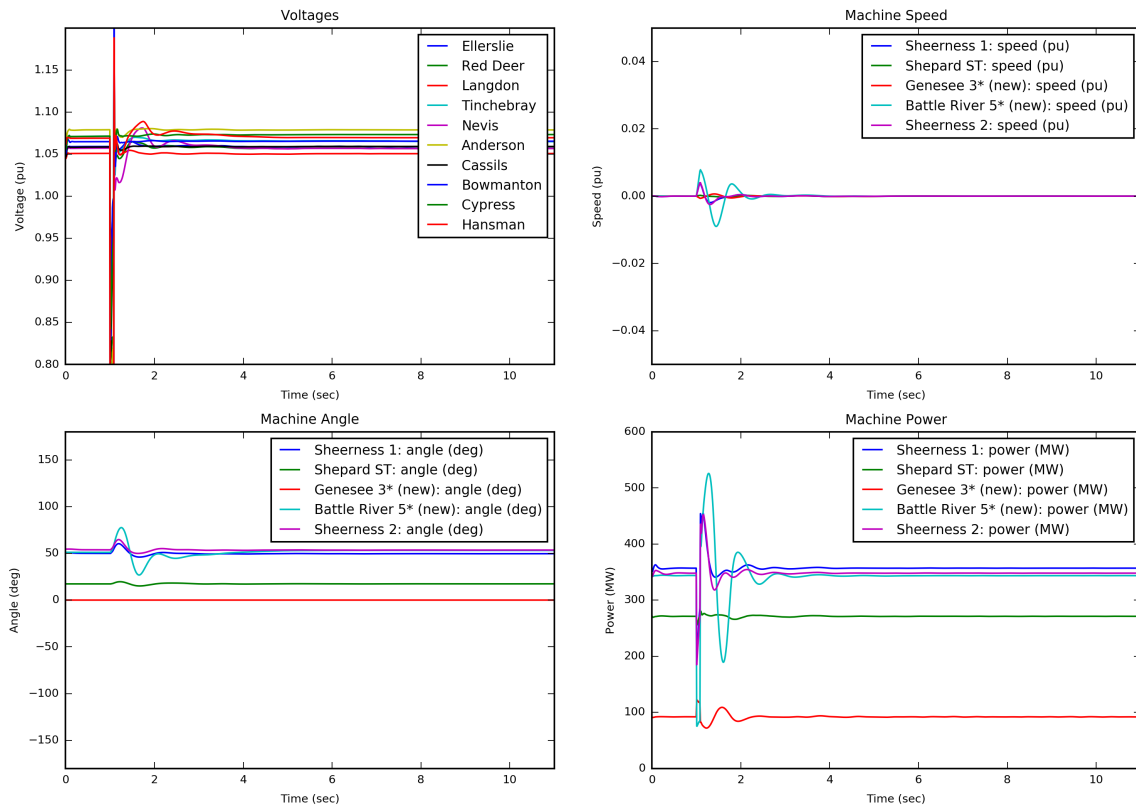 Voltages
1.15
1.10
1.05
1.00
0.95
0.90
0.85
0.80
Voltage (pu)
Ellerslie
Red Deer
Langdon
Tinchebray
Nevis
Anderson
Cassils
Bowmanton
Cypress
Hansman
0 2 4 6 8 10
Time (sec)
Machine Speed
0.04
0.02
0.00
−0.02
−0.04
Speed (pu)
Sheerness 1: speed (pu)
Shepard ST: speed (pu)
Genesee 3* (new): speed (pu)
Battle River 5* (new): speed (pu)
Sheerness 2: speed (pu)
0 2 4 6 8 10
Time (sec)
Machine Angle
150
100
50
0
−50
−100
−150
Angle (deg)
Sheerness 1: angle (deg)
Shepard ST: angle (deg)
Genesee 3* (new): angle (deg)
Battle River 5* (new): angle (deg)
Sheerness 2: angle (deg)
0 2 4 6 8 10
Time (sec)
Machine Power
600
500
400
300
200
100
0
Power (MW)
Sheerness 1: power (MW)
Shepard ST: power (MW)
Genesee 3* (new): power (MW)
Battle River 5* (new): power (MW)
Sheerness 2: power (MW)
0 2 4 6 8 10
Time (sec)